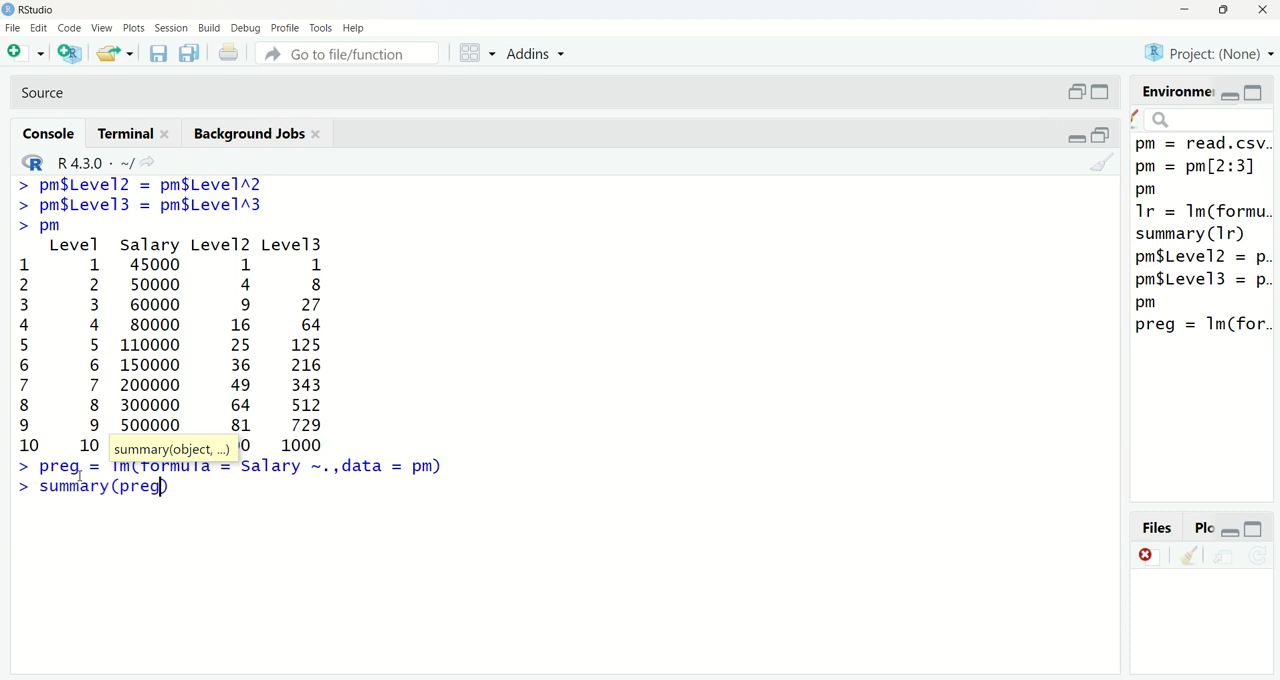 RStudio
File Edit Code View Plots Session Build Debug Profile Tools Help
Go to file/function Addins Project: (None)
Source
Console Terminal Background Jobs
R 4.3.0 · ~/
> pm$Level2 = pm$Level^2
> pm$Level3 = pm$Level^3
> pm
Level Salary Level2 Level3
1 1 45000 1 1
2 2 50000 4 8
3 3 60000 9 27
4 4 80000 16 64
5 5 110000 25 125
6 6 150000 36 216
7 7 200000 49 343
8 8 300000 64 512
9 9 500000 81 729
10 10 0 1000
summary(object, ...)
> preg = lm(formula = Salary ~.,data = pm)
> summary(preg)
Environmer
pm = read.csv..
pm = pm[2:3]
pm
lr = lm(formu..
summary(lr)
pm$Level2 = p..
pm$Level3 = p..
pm
preg = lm(for..
Files Plo